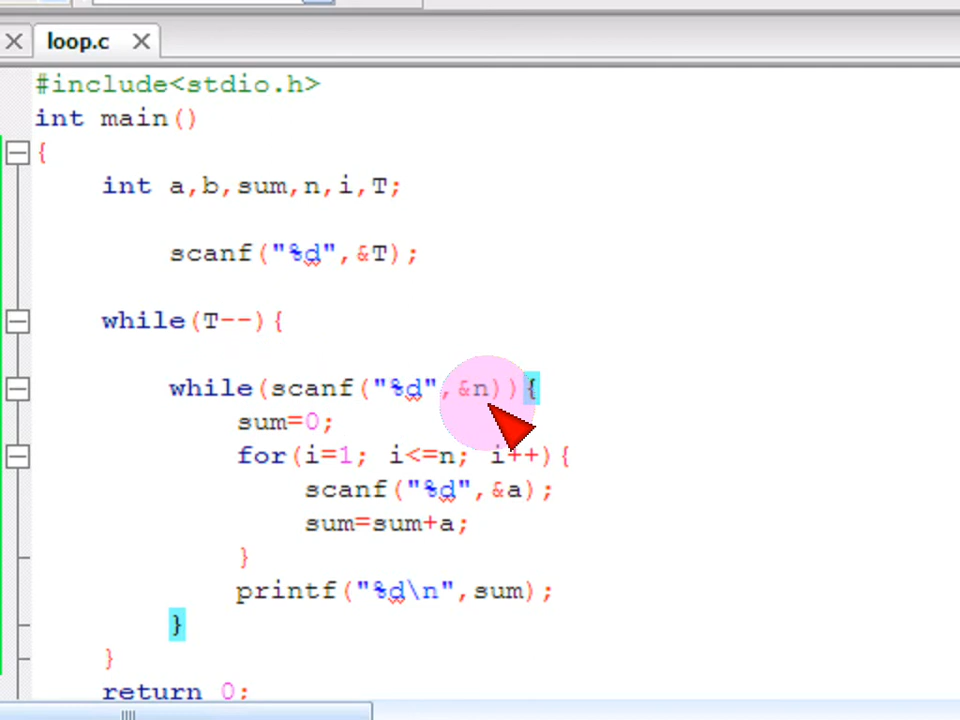 loop.c
#include<stdio.h>
int main()
{
int a,b,sum,n,i,T;
scanf("%d",&T);
while(T--){
while(scanf("%d",&n)){
sum=0;
for(i=1; i<=n; i++){
scanf("%d",&a);
sum=sum+a;
}
printf("%d\n",sum);
}
}
return 0;